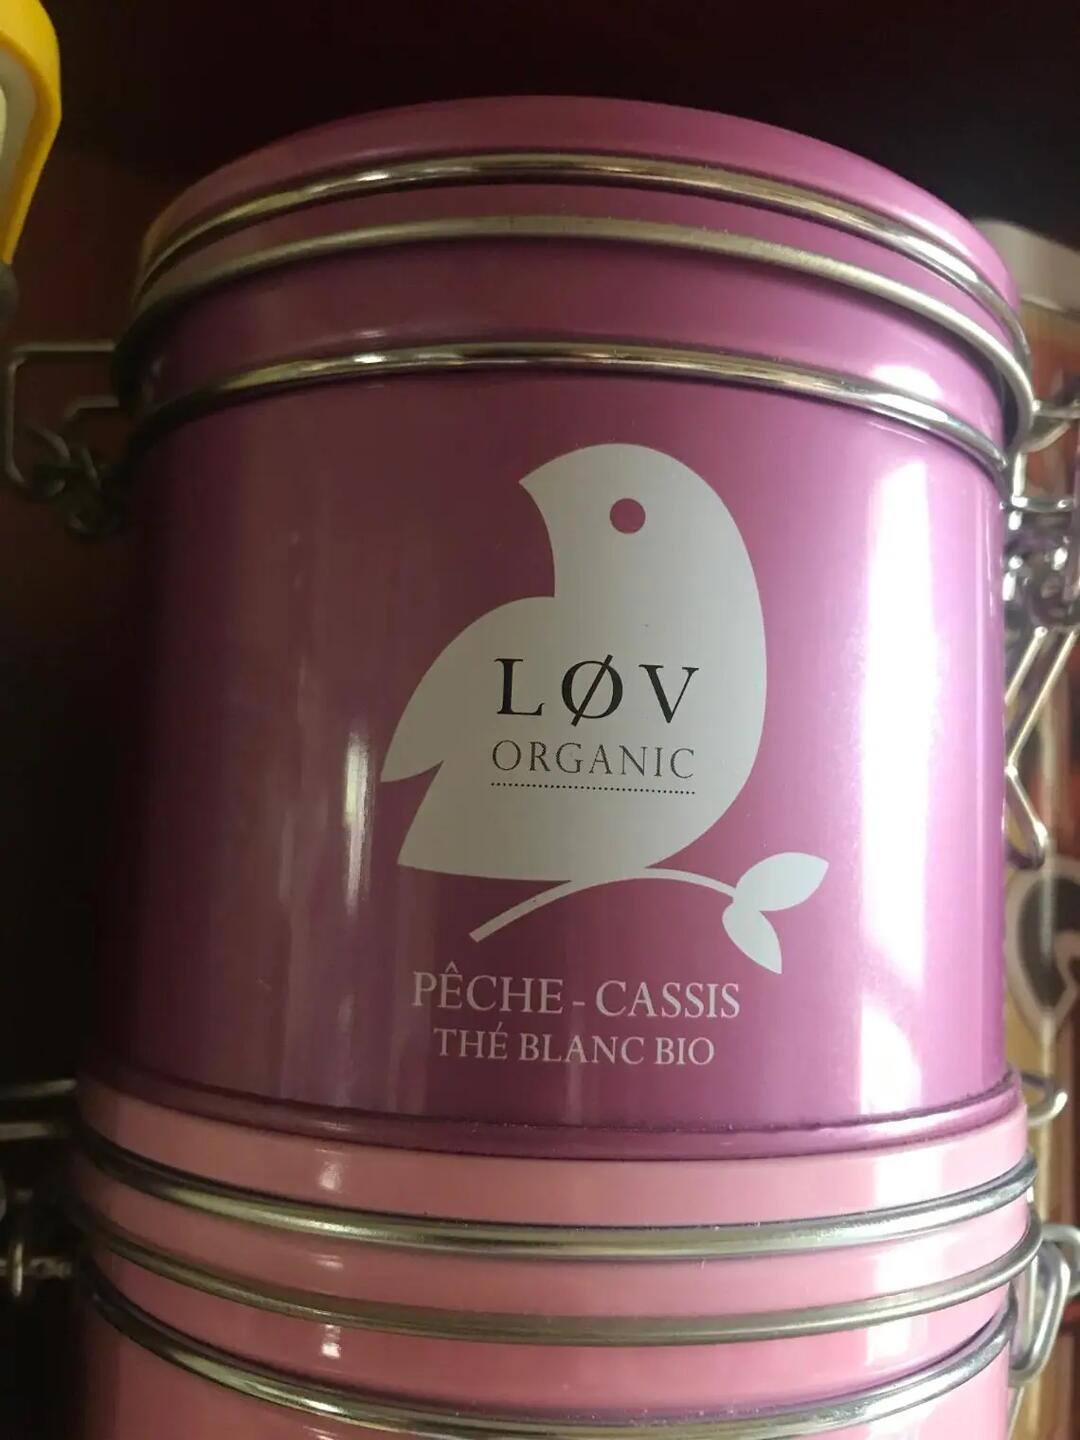 LØV
ORGANIC
PÊCHE - CASSIS
THÉ BLANC BIO